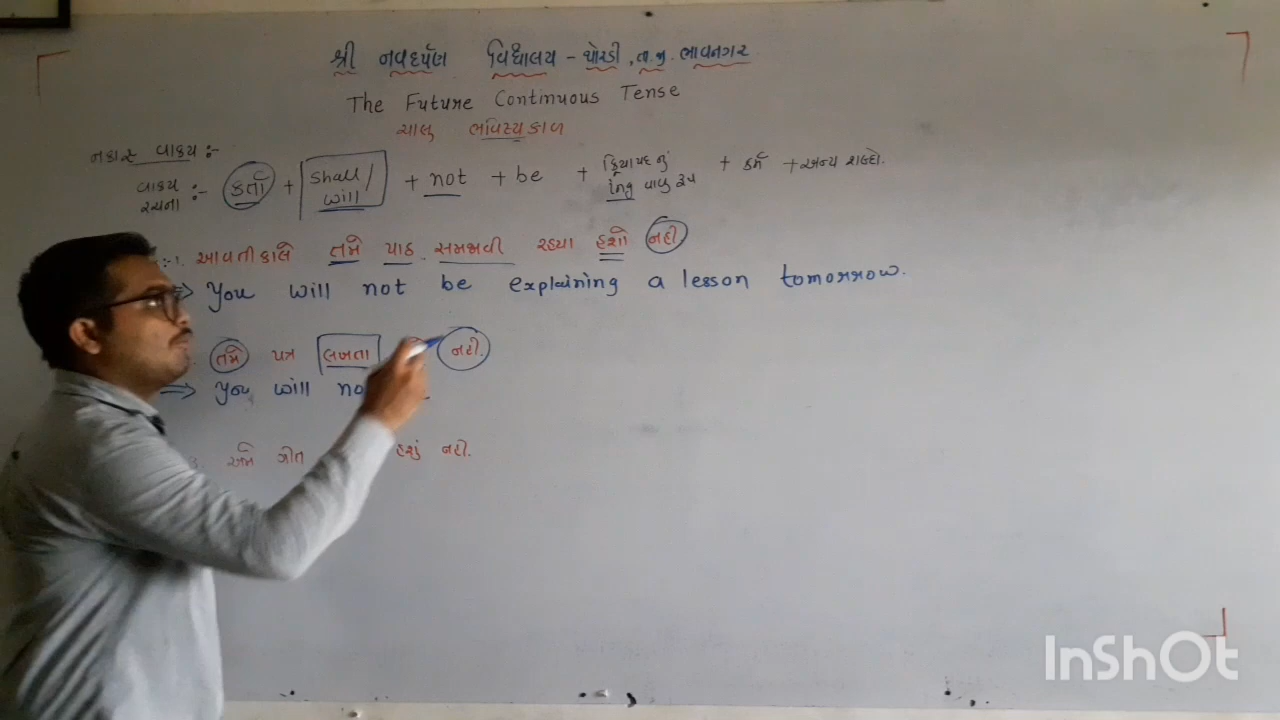 શ્રી નવદર્પણ વિદ્યાલય - થોરડી, તા.જી. ભાવનગર
The Future Continuous Tense
ચાલુ ભવિષ્યકાળ
નકાર વાક્ય :-
વાક્ય રચના :- કર્તા + Shall / will + not + be + ક્રિયાપદનું ing વાળુ રૂપ + કર્મ + અન્ય શબ્દો.
:-1. આવતીકાલે તમે પાઠ સમજાવી રહયા હશો નહી
⇒ You will not be explaining a lesson tomorrow.
તમે પત્ર લખતા નહી.
⇒ You will
અમે ગીત હશું નહી.
InShOt